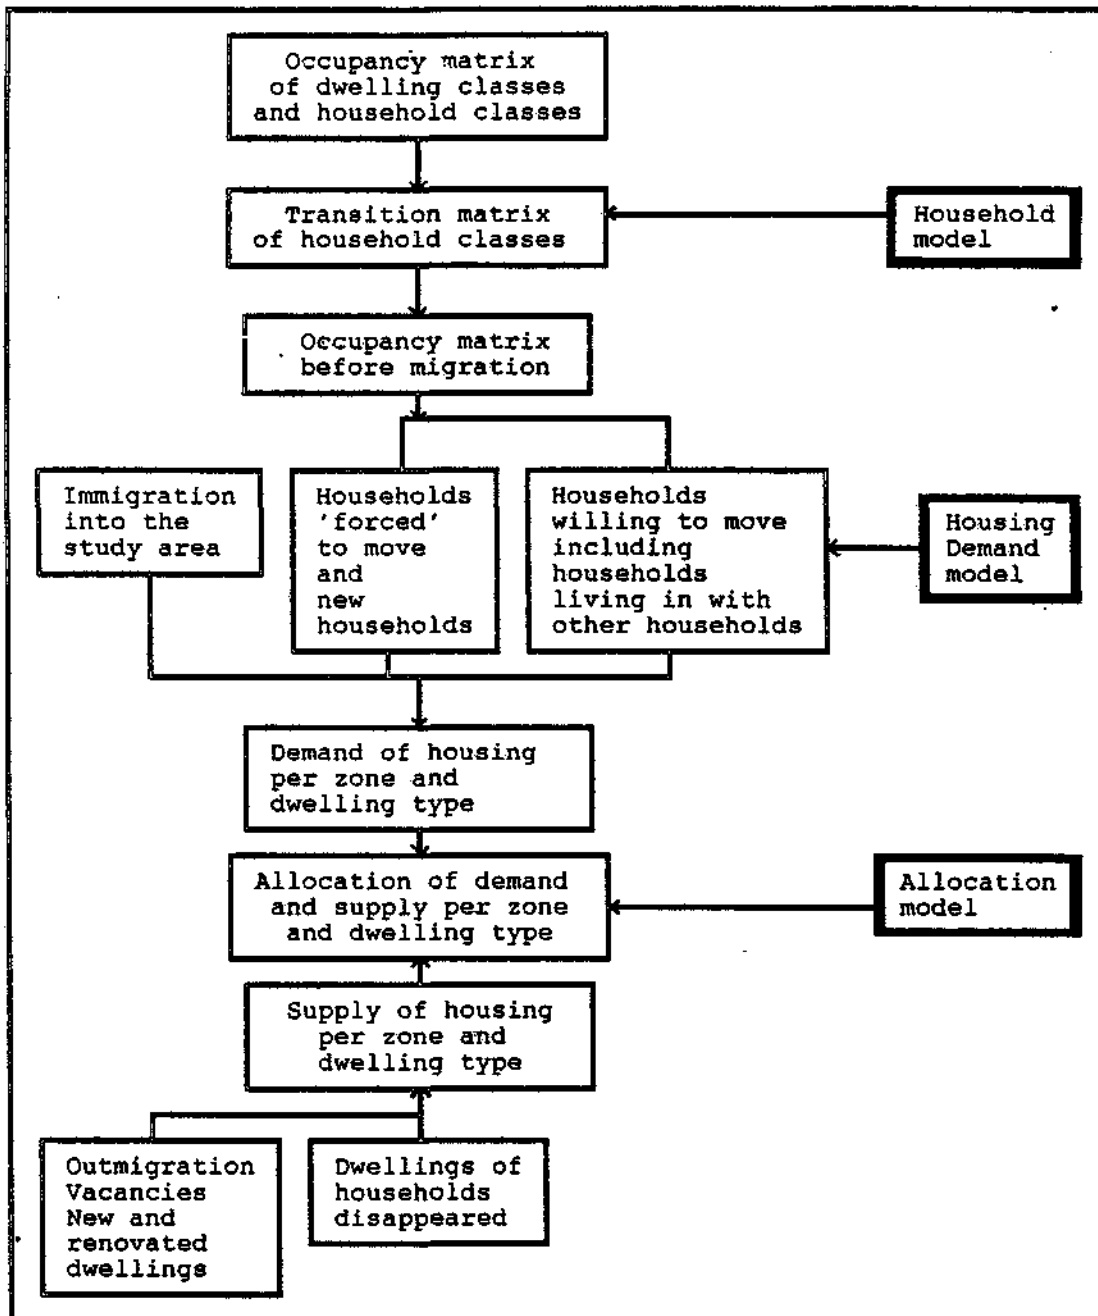 Occupancy matrix
of dwelling classes
and household classes
Transition matrix
of household classes
Household
model
Occupancy matrix
before migration
Immigration
into the
study area
Households
'forced'
to move
and
new
households
Households
willing to move
including
households
living in with
other households
Housing
Demand
model
Demand of housing
per zone and
dwelling type
Allocation of demand
and supply per zone
and dwelling type
Allocation
model
Supply of housing
per zone and
dwelling type
Outmigration
Vacancies
New and
renovated
dwellings
Dwellings of
households
disappeared